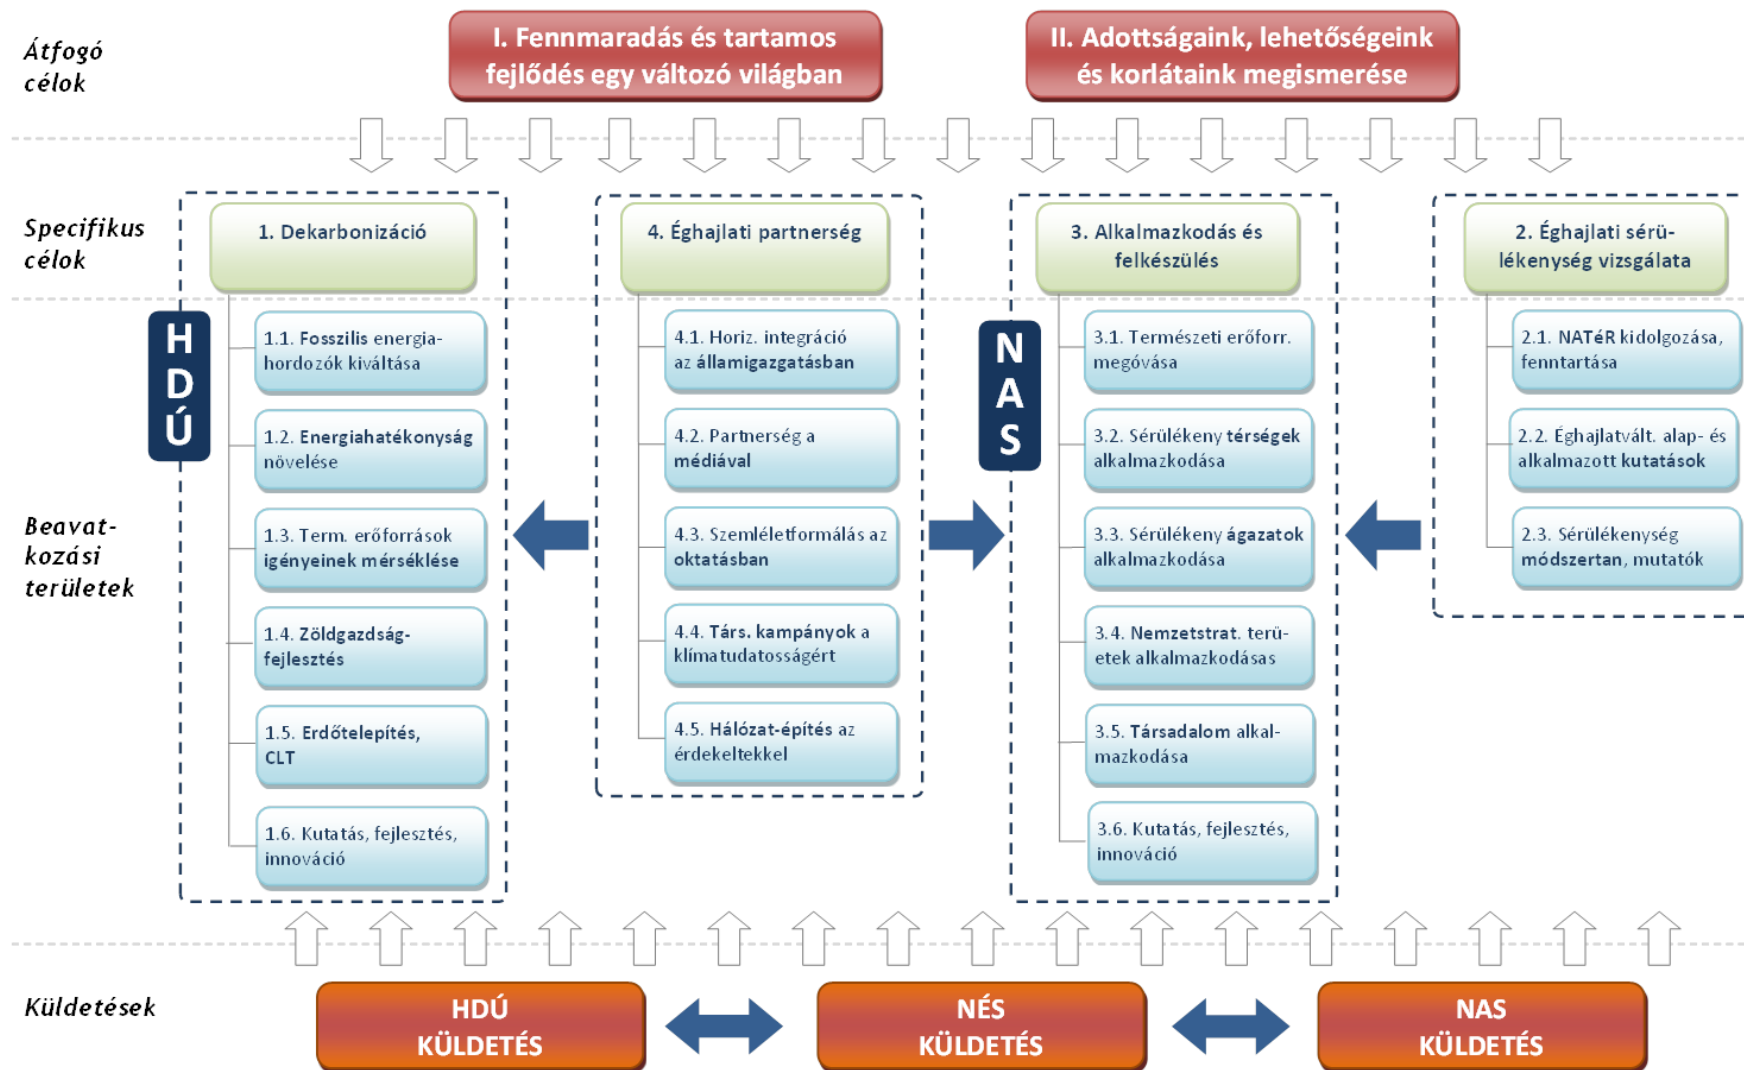 Átfogó
célok
I. Fennmaradás és tartamos
fejlődés egy változó világban
II. Adottságaink, lehetőségeink
és korlátaink megismerése
Specifikus
célok
1. Dekarbonizáció
4. Éghajlati partnerség
3. Alkalmazkodás és
felkészülés
2. Éghajlati sérü-
lékenység vizsgálata
Beavat-
kozási
területek
H
D
Ú
1.1. Fosszilis energia-
hordozók kiváltása
1.2. Energiahatékonyság
növelése
1.3. Term. erőforrások
igényeinek mérséklése
1.4. Zöldgazdság-
fejlesztés
1.5. Erdőtelepítés,
CLT
1.6. Kutatás, fejlesztés,
innováció
4.1. Horiz. integráció
az államigazgatásban
4.2. Partnerség a
médiával
4.3. Szemléletformálás az
oktatásban
4.4. Társ. kampányok a
klímatudatosságért
4.5. Hálózat-építés az
érdekeltekkel
N
A
S
3.1. Természeti erőforr.
megóvása
3.2. Sérülékeny térségek
alkalmazkodása
3.3. Sérülékeny ágazatok
alkalmazkodása
3.4. Nemzetstrat. terü-
etek alkalmazkodásas
3.5. Társadalom alkal-
mazkodása
3.6. Kutatás, fejlesztés,
innováció
2.1. NATéR kidolgozása,
fenntartása
2.2. Éghajlatvált. alap- és
alkalmazott kutatások
2.3. Sérülékenység
módszertan, mutatók
Küldetések
HDÚ
KÜLDETÉS
NÉS
KÜLDETÉS
NAS
KÜLDETÉS